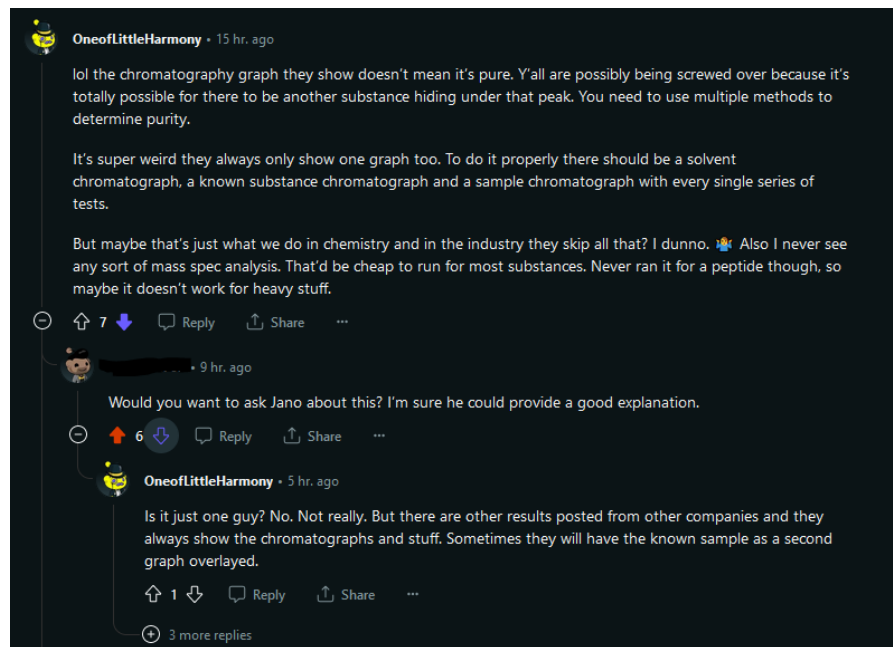 OneofLittleHarmony • 15 hr. ago
lol the chromatography graph they show doesn't mean it's pure. Y'all are possibly being screwed over because it's
totally possible for there to be another substance hiding under that peak. You need to use multiple methods to
determine purity.
It's super weird they always only show one graph too. To do it properly there should be a solvent
chromatograph, a known substance chromatograph and a sample chromatograph with every single series of
tests.
But maybe that's just what we do in chemistry and in the industry they skip all that? I dunno. 🤷 Also I never see
any sort of mass spec analysis. That'd be cheap to run for most substances. Never ran it for a peptide though, so
maybe it doesn't work for heavy stuff.
7 Reply Share ...
• 9 hr. ago
Would you want to ask Jano about this? I'm sure he could provide a good explanation.
6 Reply Share ...
OneofLittleHarmony • 5 hr. ago
Is it just one guy? No. Not really. But there are other results posted from other companies and they
always show the chromatographs and stuff. Sometimes they will have the known sample as a second
graph overlayed.
1 Reply Share ...
3 more replies